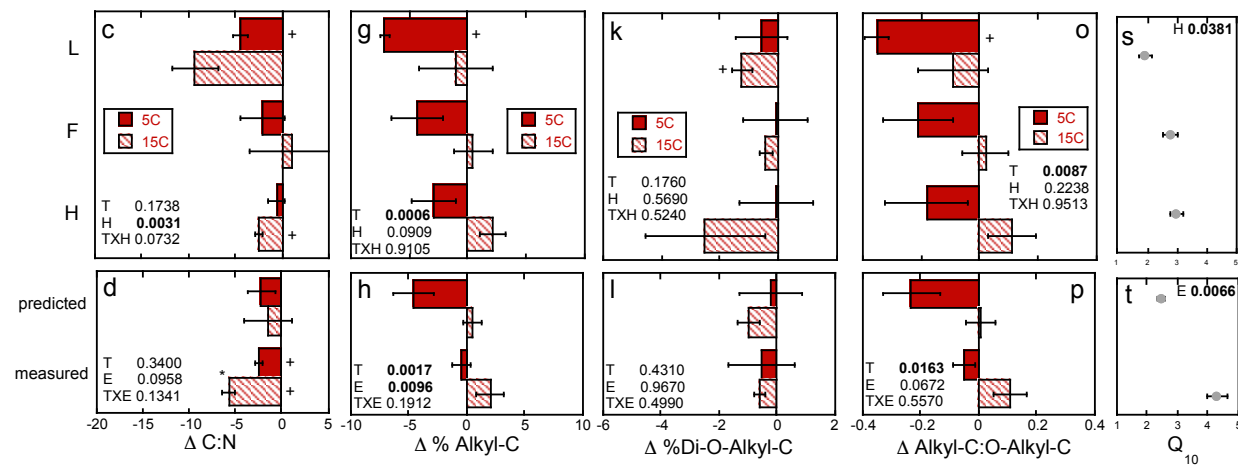 L
F
H
predicted
measured
c
5C
15C
T 0.1738
H 0.0031
TXH 0.0732
+
+
g
5C
15C
T 0.0006
H 0.0909
TXH 0.9105
+
k
5C
15C
T 0.1760
H 0.5690
TXH 0.5240
+
o
5C
15C
T 0.0087
H 0.2238
TXH 0.9513
+
s
H 0.0381
1 2 3 4 5
d
T 0.3400
E 0.0958
TXE 0.1341
*
+
+
-20 -15 -10 -5 0 5
Δ C:N
h
T 0.0017
E 0.0096
TXE 0.1912
-10 -5 0 5 10
Δ % Alkyl-C
l
T 0.4310
E 0.9670
TXE 0.4990
-6 -4 -2 0 2
Δ %Di-O-Alkyl-C
p
T 0.0163
E 0.0672
TXE 0.5570
-0.4 -0.2 0 0.2 0.4
Δ Alkyl-C:O-Alkyl-C
t
E 0.0066
1 2 3 4 5
Q10